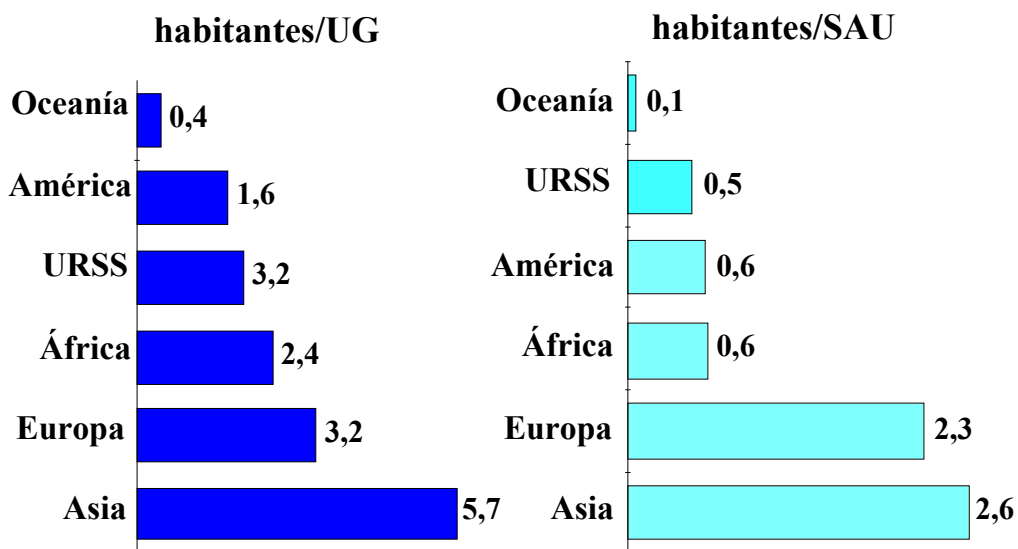 habitantes/UG
Oceanía 0,4
América 1,6
URSS 3,2
África 2,4
Europa 3,2
Asia 5,7
habitantes/SAU
Oceanía 0,1
URSS 0,5
América 0,6
África 0,6
Europa 2,3
Asia 2,6